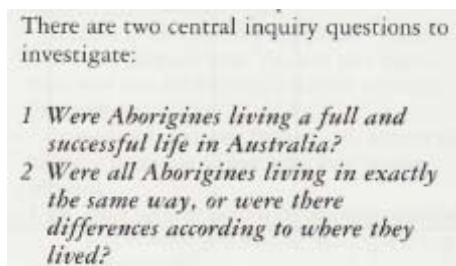 There are two central inquiry questions to
investigate:
1 Were Aborigines living a full and
successful life in Australia?
2 Were all Aborigines living in exactly
the same way, or were there
differences according to where they
lived?